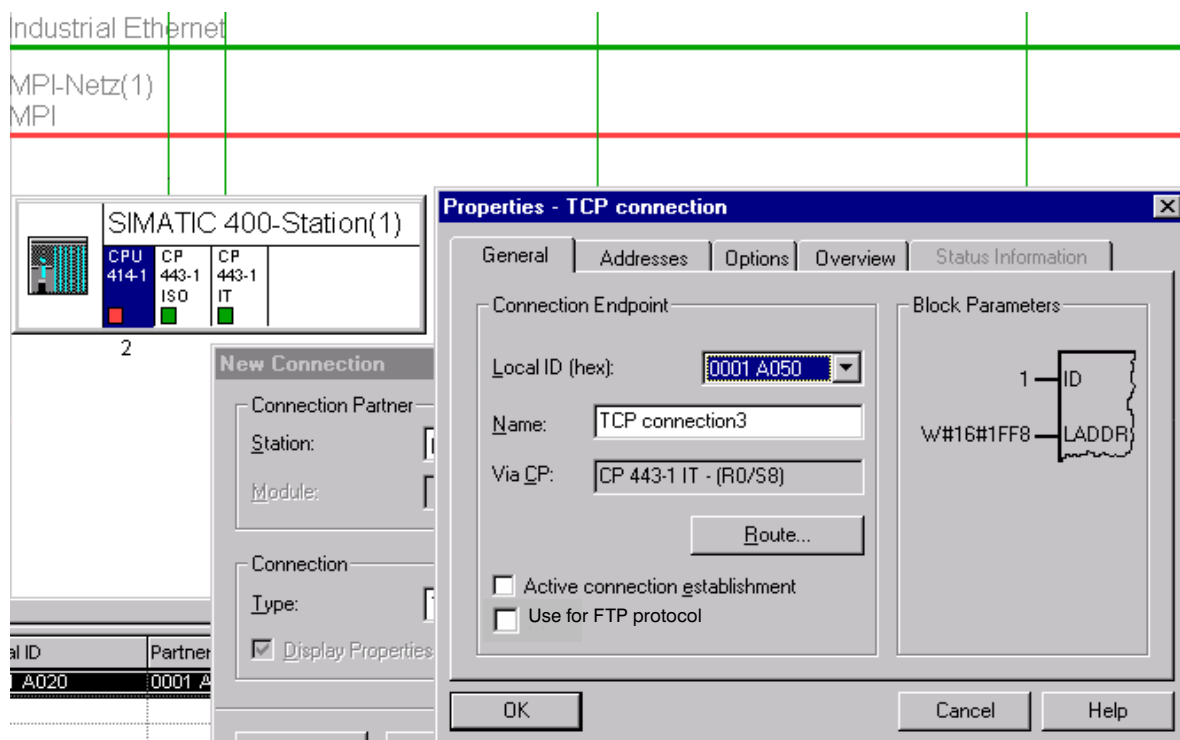 Industrial Ethernet
MPI-Netz(1)
MPI
SIMATIC 400-Station(1)
CPU 414-1
CP 443-1 ISO
CP 443-1 IT
2
New Connection
Connection Partner
Station:
Module:
Connection
Type:
Display Properties
al ID
Partner
A020
0001 A
Properties - TCP connection
General
Addresses
Options
Overview
Status Information
Connection Endpoint
Local ID (hex):
0001 A050
Name:
TCP connection3
Via CP:
CP 443-1 IT - (R0/S8)
Route...
Active connection establishment
Use for FTP protocol
Block Parameters
1
ID
W#16#1FF8
LADDR
OK
Cancel
Help